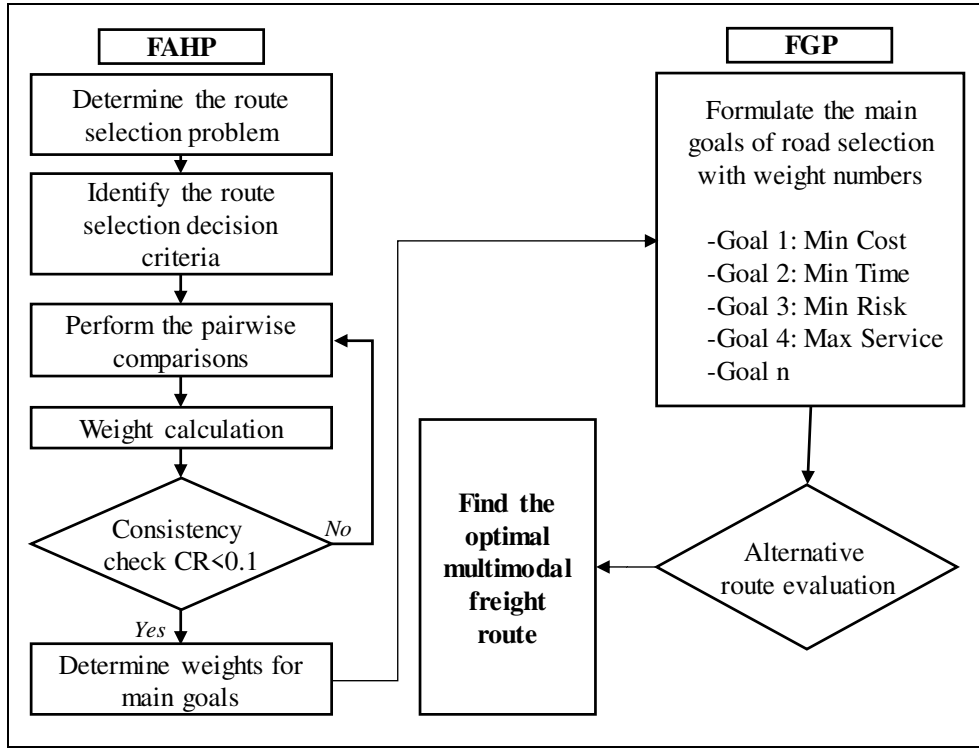 FAHP
Determine the route
selection problem
Identify the route
selection decision
criteria
Perform the pairwise
comparisons
Weight calculation
Consistency
check CR<0.1
No
Yes
Determine weights for
main goals
FGP
Formulate the main
goals of road selection
with weight numbers
-Goal 1: Min Cost
-Goal 2: Min Time
-Goal 3: Min Risk
-Goal 4: Max Service
-Goal n
Alternative
route evaluation
Find the
optimal
multimodal
freight
route